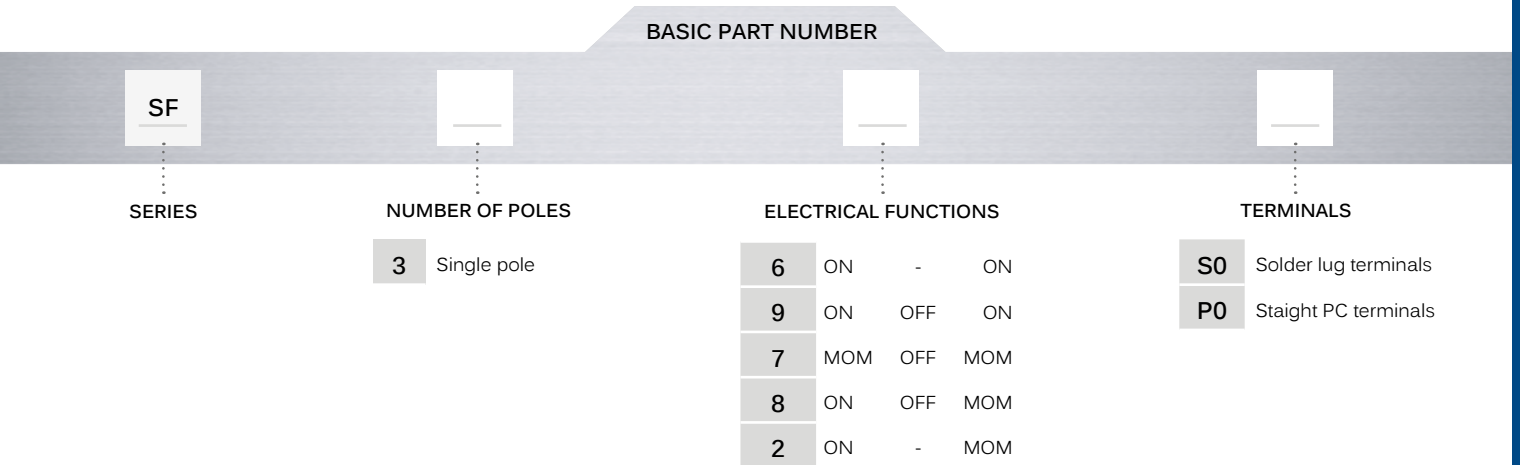 BASIC PART NUMBER
SF
SERIES
NUMBER OF POLES
3 Single pole
ELECTRICAL FUNCTIONS
6 ON - ON
9 ON OFF ON
7 MOM OFF MOM
8 ON OFF MOM
2 ON - MOM
TERMINALS
S0 Solder lug terminals
P0 Staight PC terminals